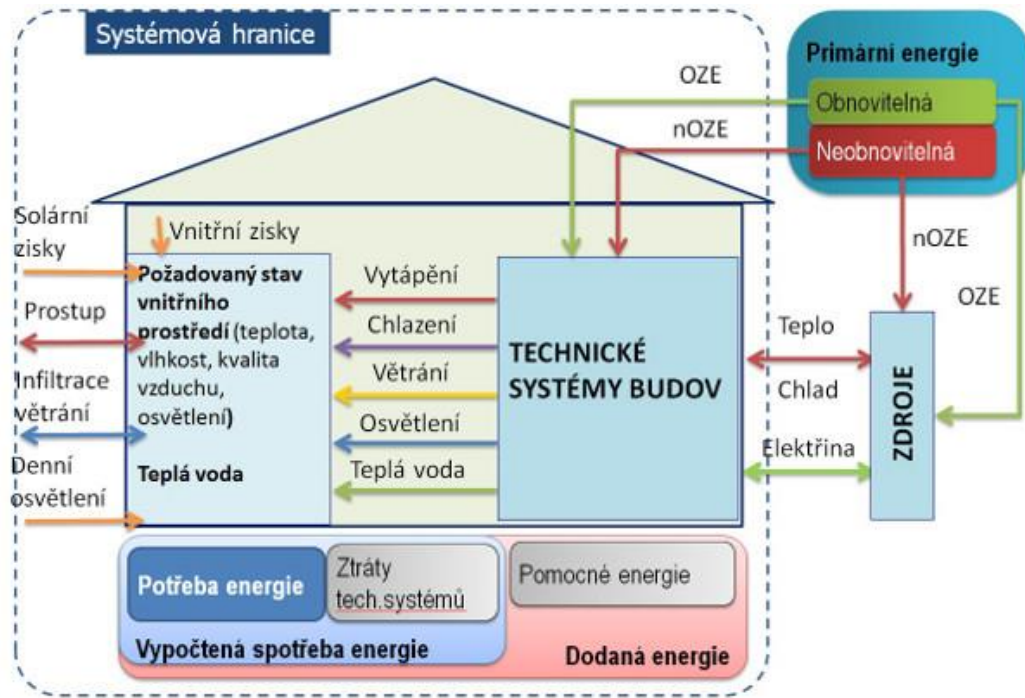 Systémová hranice
Primární energie
Obnovitelná
Neobnovitelná
OZE
nOZE
nOZE
OZE
Solární
zisky
Prostup
Infiltrace
větrání
Denní
osvětlení
Vnitřní zisky
Požadovaný stav
vnitřního
prostředí (teplota,
vlhkost, kvalita
vzduchu,
osvětlení)
Teplá voda
Vytápění
Chlazení
Větrání
Osvětlení
Teplá voda
TECHNICKÉ
SYSTÉMY BUDOV
Teplo
Chlad
Elektřina
ZDROJE
Potřeba energie
Ztráty
tech.systémů
Pomocné energie
Vypočtená spotřeba energie
Dodaná energie